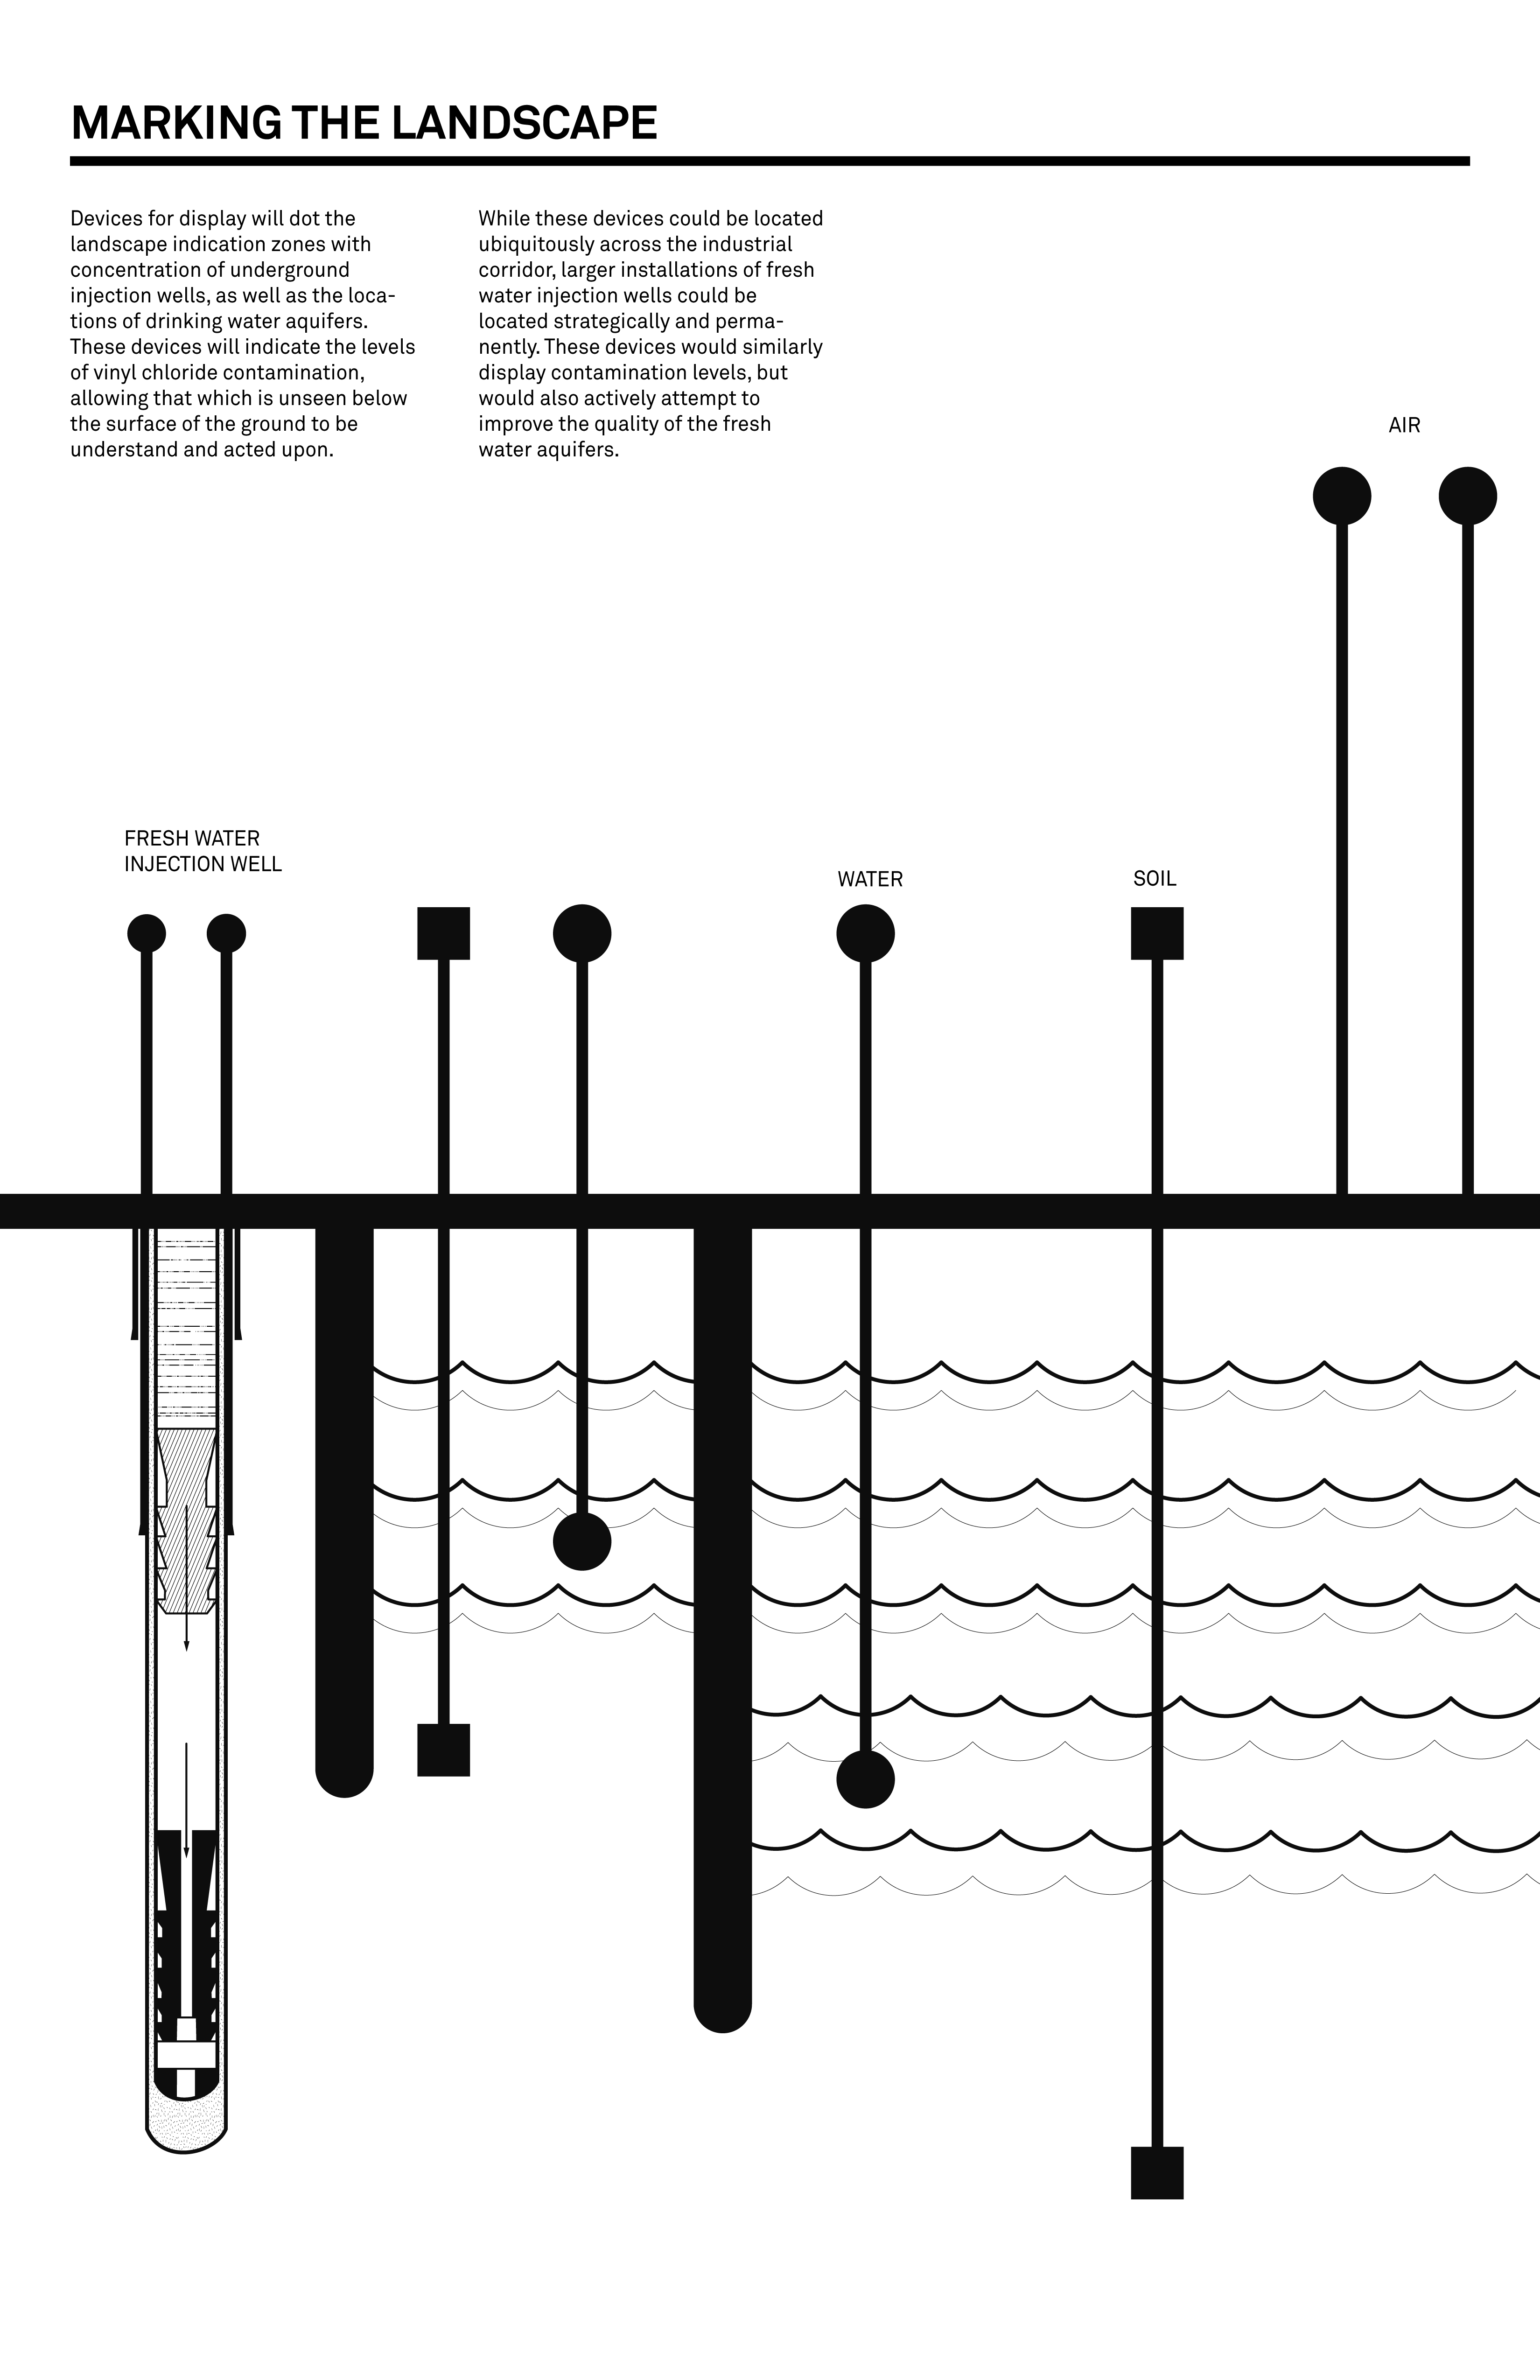 MARKING THE LANDSCAPE
Devices for display will dot the
landscape indication zones with
concentration of underground
injection wells, as well as the loca-
tions of drinking water aquifers.
These devices will indicate the levels
of vinyl chloride contamination,
allowing that which is unseen below
the surface of the ground to be
understand and acted upon.
While these devices could be located
ubiquitously across the industrial
corridor, larger installations of fresh
water injection wells could be
located strategically and perma-
nently. These devices would similarly
display contamination levels, but
would also actively attempt to
improve the quality of the fresh
water aquifers.
AIR
FRESH WATER
INJECTION WELL
WATER
SOIL